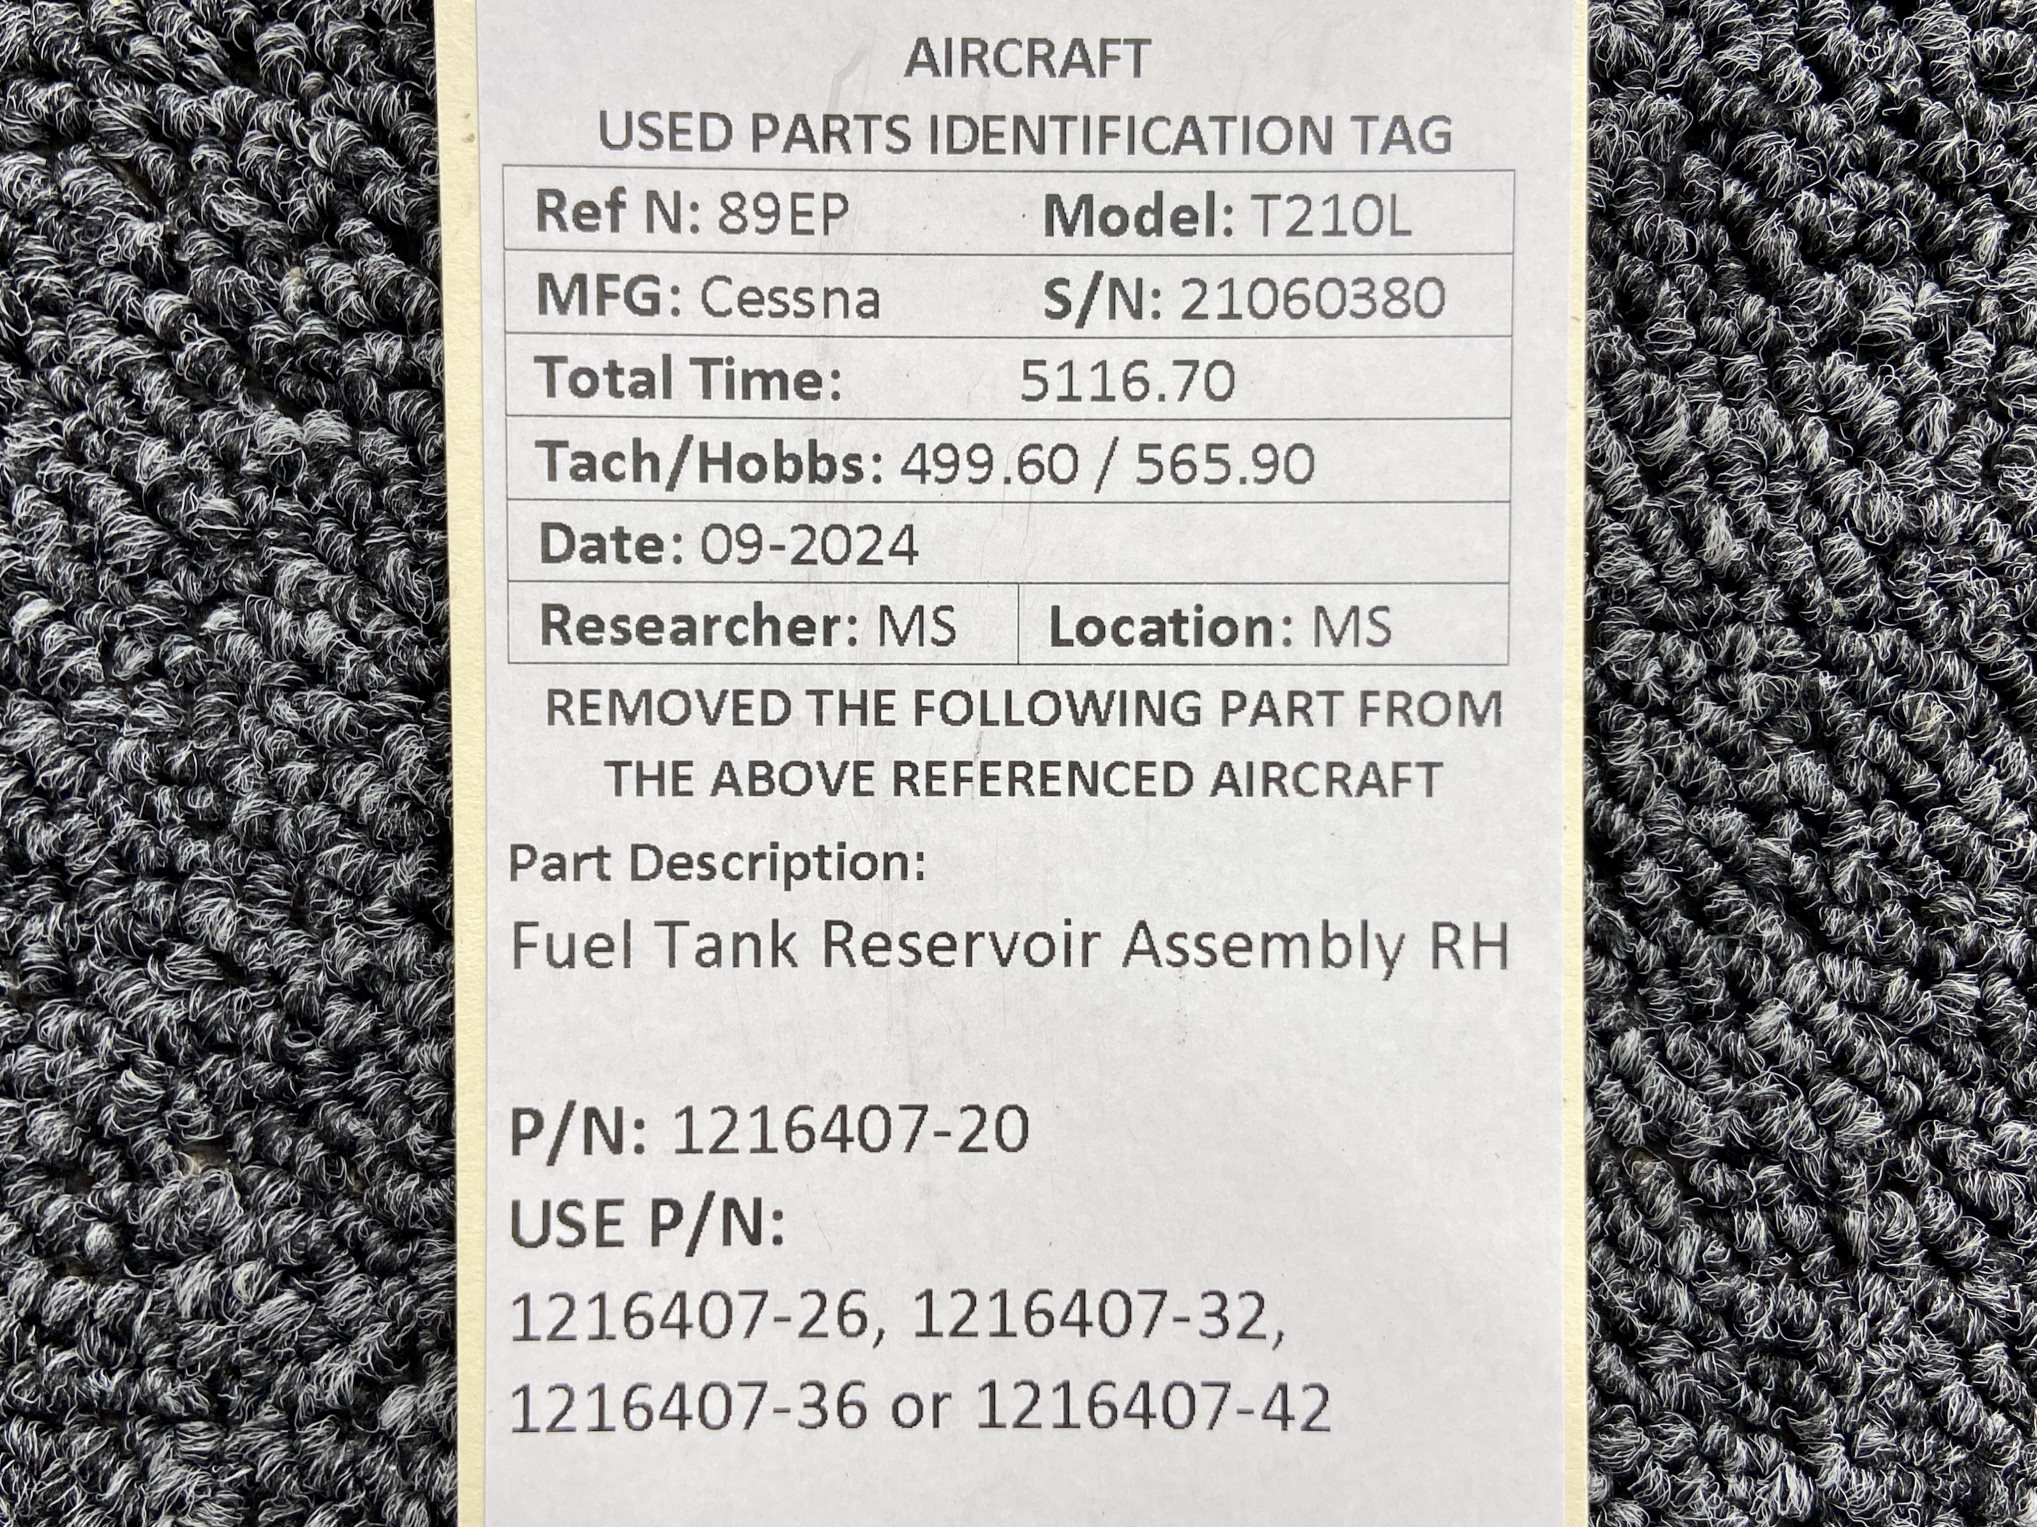 AIRCRAFT
USED PARTS IDENTIFICATION TAG
Ref N: 89EP Model: T210L
MFG: Cessna S/N: 21060380
Total Time: 5116.70
Tach/Hobbs: 499.60 / 565.90
Date: 09-2024
Researcher: MS Location: MS
REMOVED THE FOLLOWING PART FROM
THE ABOVE REFERENCED AIRCRAFT
Part Description:
Fuel Tank Reservoir Assembly RH
P/N: 1216407-20
USE P/N:
1216407-26, 1216407-32,
1216407-36 or 1216407-42